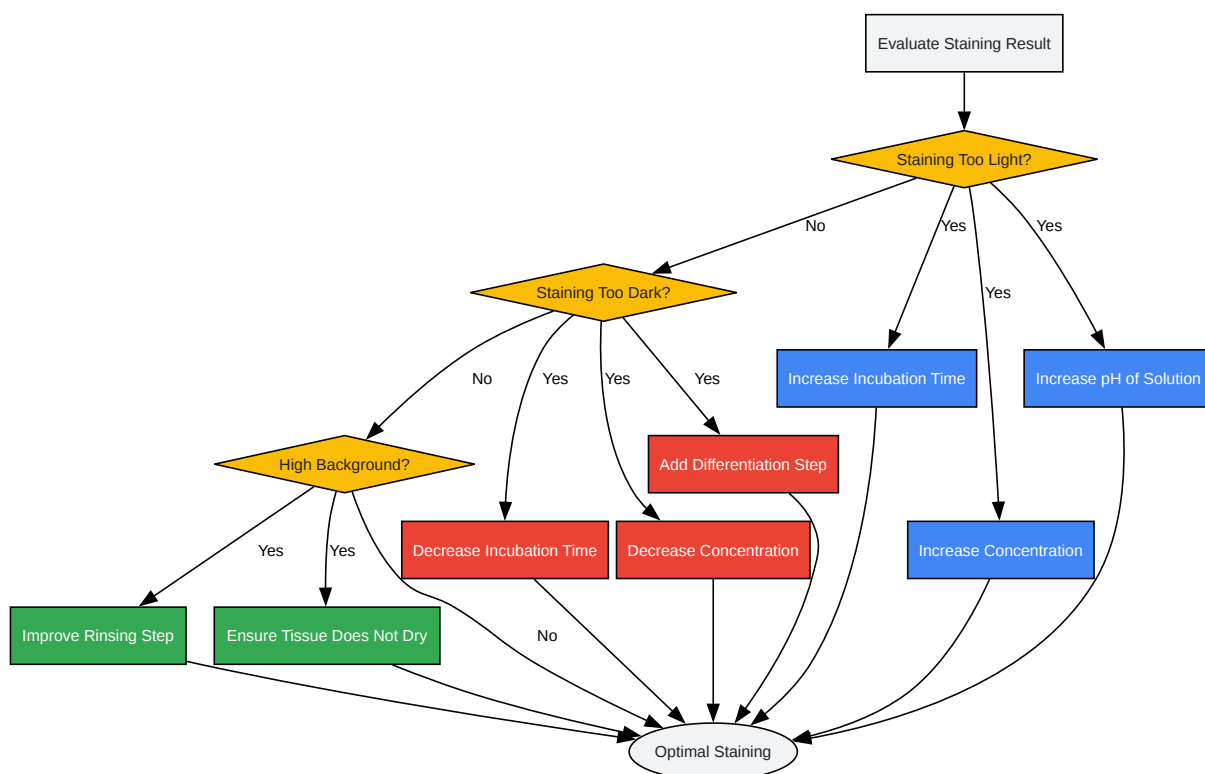 Evaluate Staining Result
Staining Too Light?
No
Yes
Yes
Yes
Staining Too Dark?
Increase Incubation Time
Increase pH of Solution
No
Yes
Yes
Yes
High Background?
Add Differentiation Step
Yes
Yes
Decrease Incubation Time
Decrease Concentration
Increase Concentration
Improve Rinsing Step
Ensure Tissue Does Not Dry
No
Optimal Staining